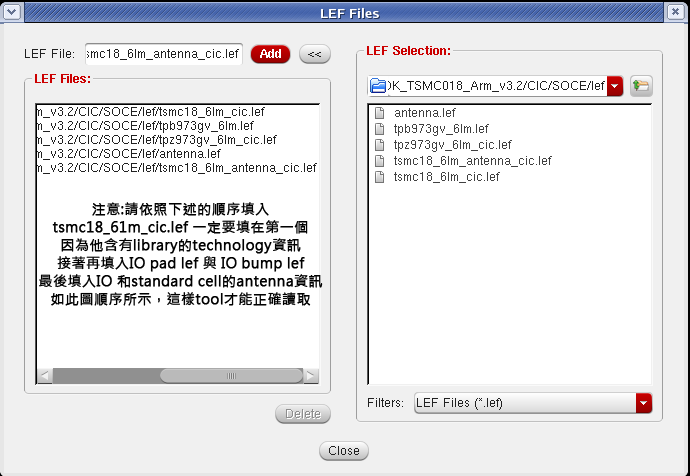 LEF Files
LEF File:
smc18_6lm_antenna_cic.lef
Add
<<
LEF Files:
m_v3.2/CIC/SOCE/lef/tsmc18_6lm_cic.lef
m_v3.2/CIC/SOCE/lef/tpb973gv_6lm.lef
m_v3.2/CIC/SOCE/lef/tpz973gv_6lm_cic.lef
m_v3.2/CIC/SOCE/lef/antenna.lef
m_v3.2/CIC/SOCE/lef/tsmc18_6lm_antenna_cic.lef
注意:請依照下述的順序填入
tsmc18_61m_cic.lef 一定要填在第一個
因為他含有library的technology資訊
接著再填入IO pad lef 與 IO bump lef
最後填入IO 和standard cell的antenna資訊
如此圖順序所示，這樣tool才能正確讀取
Delete
LEF Selection:
DK_TSMC018_Arm_v3.2/CIC/SOCE/lef
antenna.lef
tpb973gv_6lm.lef
tpz973gv_6lm_cic.lef
tsmc18_6lm_antenna_cic.lef
tsmc18_6lm_cic.lef
Filters:
LEF Files (*.lef)
Close